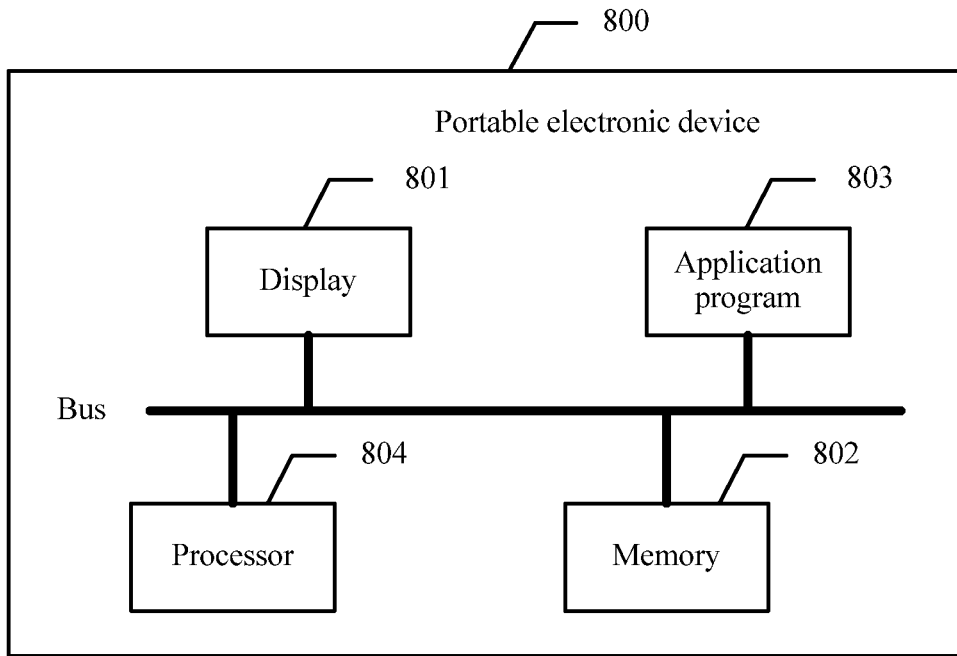 800
Portable electronic device
801
803
Display
Application
program
Bus
804
802
Processor
Memory